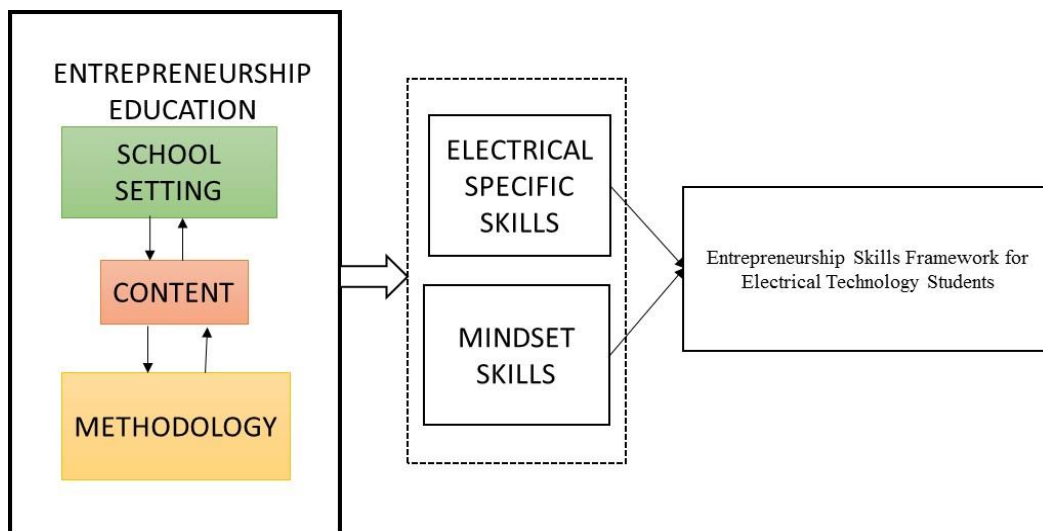 ENTREPRENEURSHIP
EDUCATION
SCHOOL
SETTING
CONTENT
METHODOLOGY
ELECTRICAL
SPECIFIC
SKILLS
MINDSET
SKILLS
Entrepreneurship Skills Framework for
Electrical Technology Students